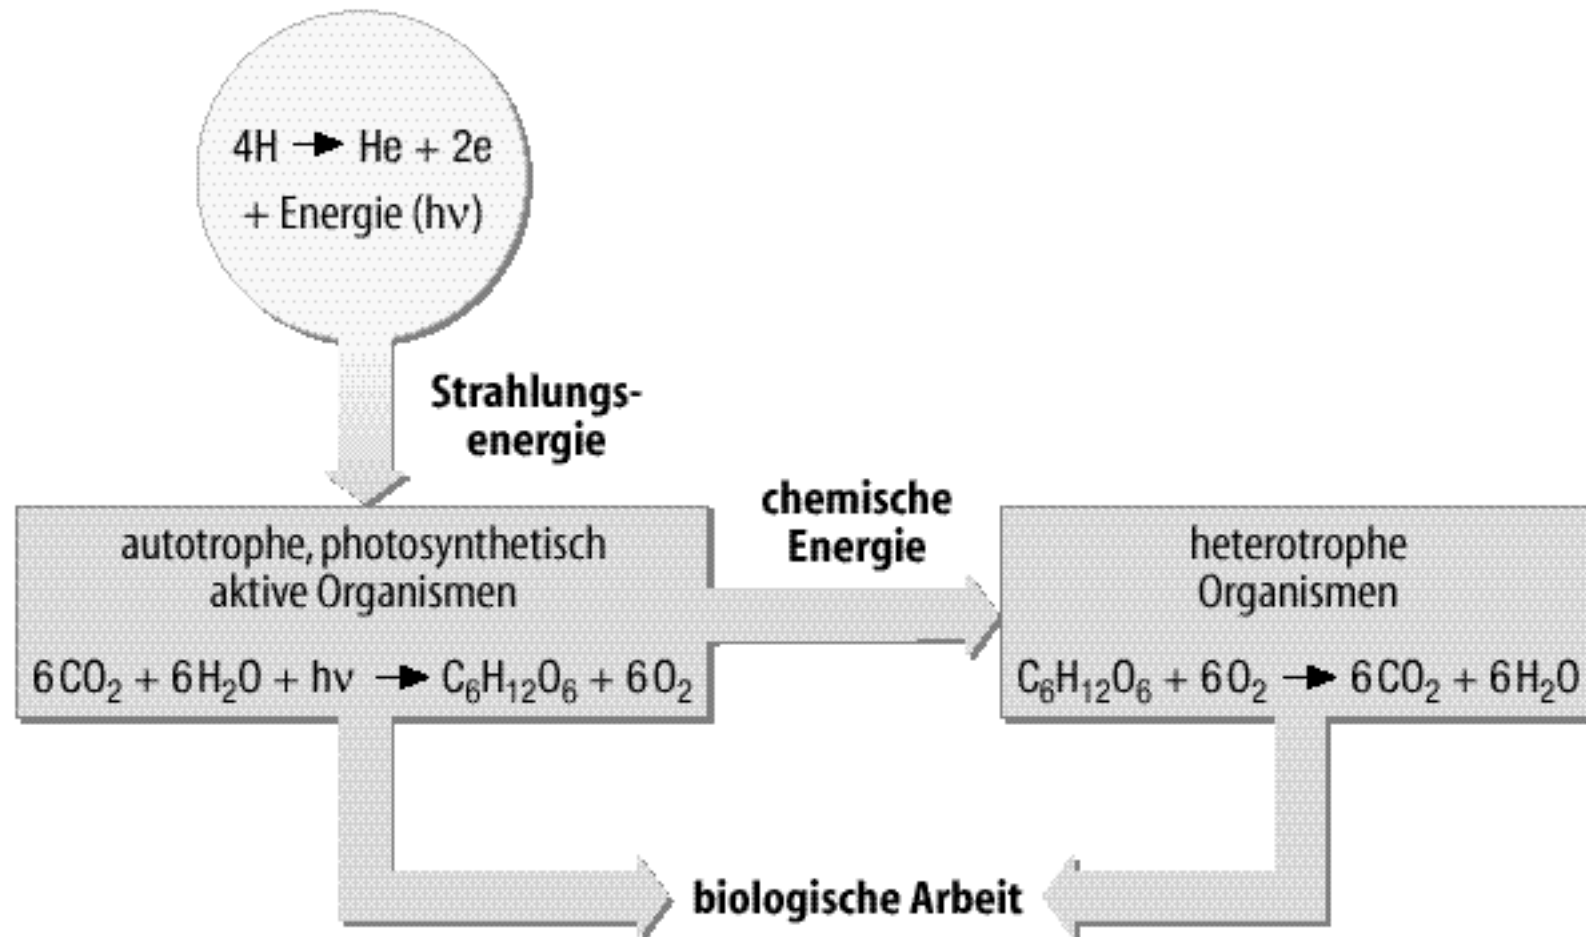 4H → He + 2e
+ Energie (hν)
Strahlungs-
energie
chemische
Energie
autotrophe, photosynthetisch
aktive Organismen
6CO₂ + 6H₂O + hν → C₆H₁₂O₆ + 6O₂
heterotrophe
Organismen
C₆H₁₂O₆ + 6O₂ → 6CO₂ + 6H₂O
biologische Arbeit